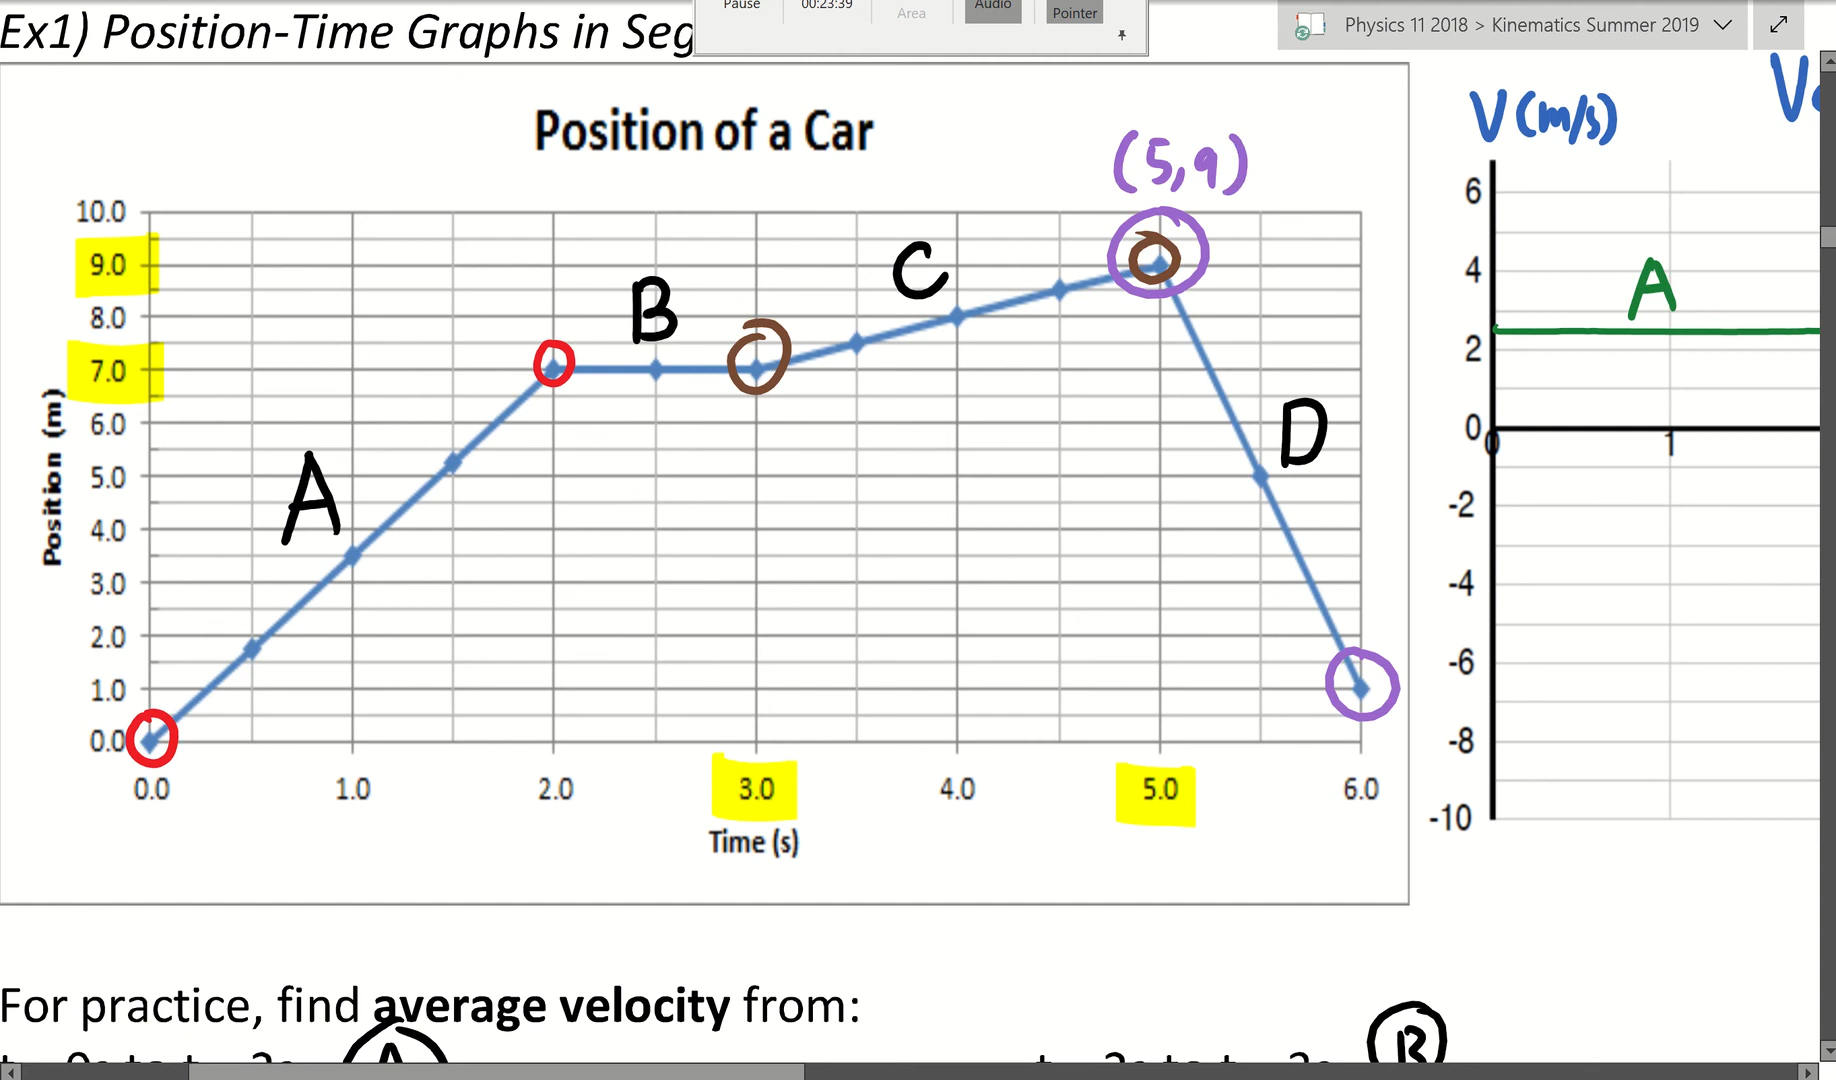 Pause 00:23:39 Area Audio Pointer
Physics 11 2018 > Kinematics Summer 2019
Ex1) Position-Time Graphs in Seg
Position of a Car
(5,9)
10.0
9.0
8.0
7.0
6.0
5.0
4.0
3.0
2.0
1.0
0.0
Position (m)
A
B
C
D
0.0 1.0 2.0 3.0 4.0 5.0 6.0
Time (s)
V (m/s)
V
6
4
2
0
-2
-4
-6
-8
-10
A
0 1
For practice, find average velocity from:
A
B